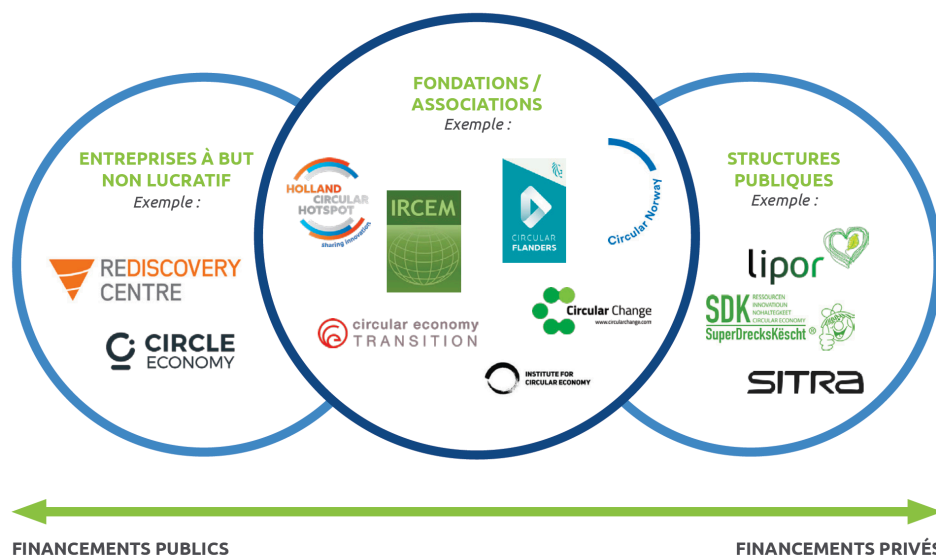 FONDATIONS /
ASSOCIATIONS
Exemple :
ENTREPRISES À BUT
NON LUCRATIF
Exemple :
STRUCTURES
PUBLIQUES
Exemple :
HOLLAND
CIRCULAR
HOTSPOT
sharing innovation
IRCEM
CIRCULAR
FLANDERS
Circular Norway
REDISCOVERY
CENTRE
CIRCLE
ECONOMY
circular economy
TRANSITION
Circular Change
www.circularchange.com
INSTITUTE FOR
CIRCULAR ECONOMY
lipor
SDK
RESSOURCEN
INNOVATIOUN
NOHALTEGKEET
CIRCULAR ECONOMY
SuperDrecksKëscht ®
SITRA
FINANCEMENTS PUBLICS
FINANCEMENTS PRIVÉS